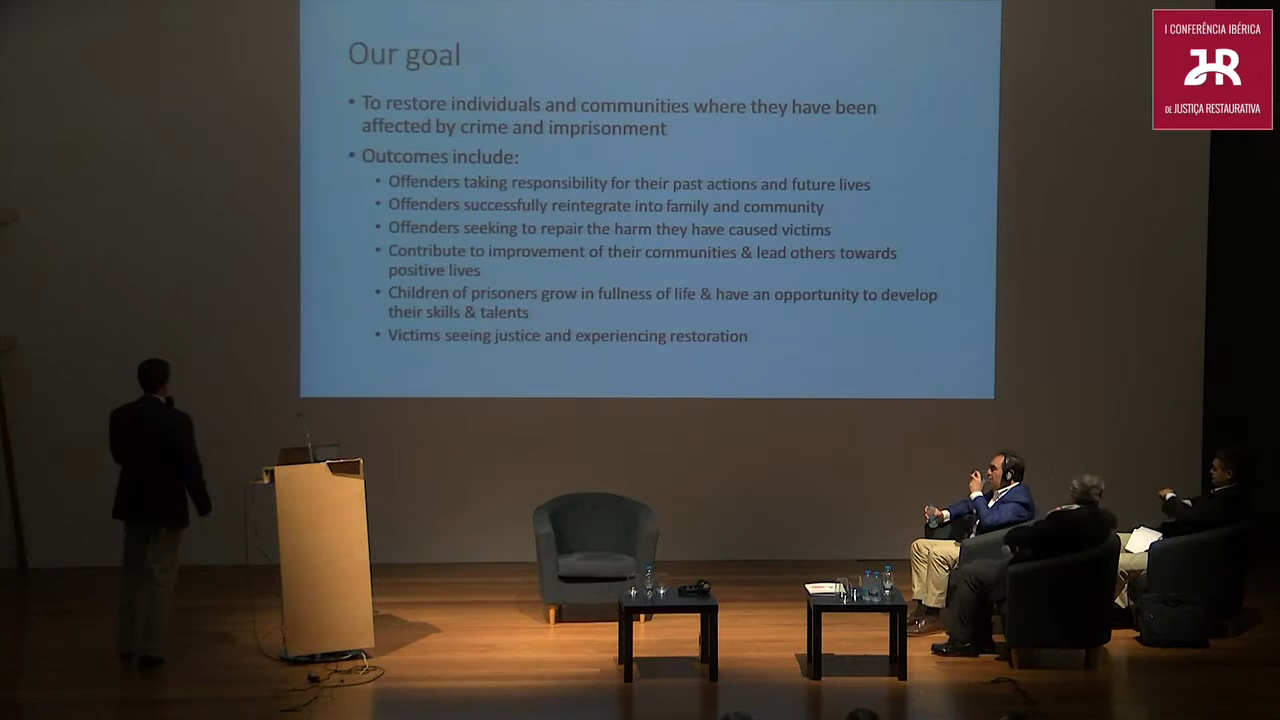 Our goal
• To restore individuals and communities where they have been
affected by crime and imprisonment
• Outcomes include:
• Offenders taking responsibility for their past actions and future lives
• Offenders successfully reintegrate into family and community
• Offenders seeking to repair the harm they have caused victims
• Contribute to improvement of their communities & lead others towards
positive lives
• Children of prisoners grow in fullness of life & have an opportunity to develop
their skills & talents
• Victims seeing justice and experiencing restoration
I CONFERÊNCIA IBÉRICA
JR
DE JUSTIÇA RESTAURATIVA